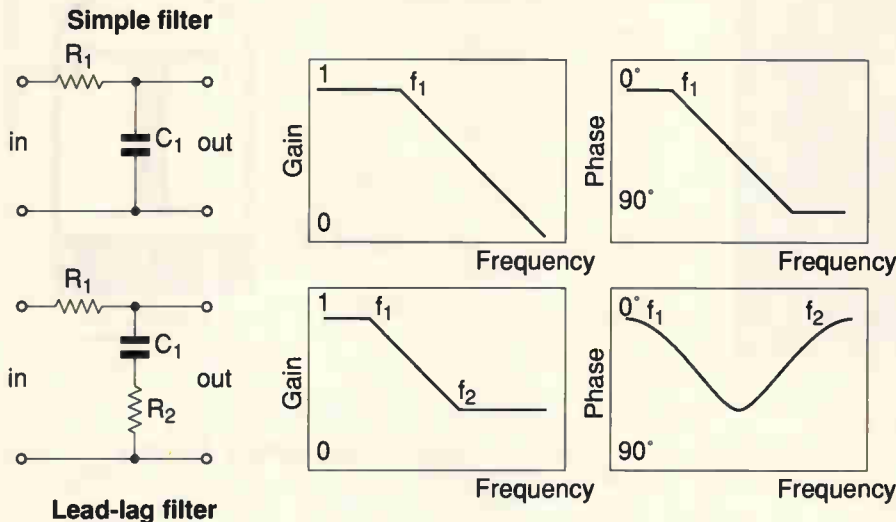 Simple filter
R1
in
C1
out
1
f1
Gain
0
Frequency
0°
f1
Phase
90°
Frequency
R1
in
C1
out
R2
1
f1
Gain
f2
0
Frequency
0° f1
f2
Phase
90°
Frequency
Lead-lag filter